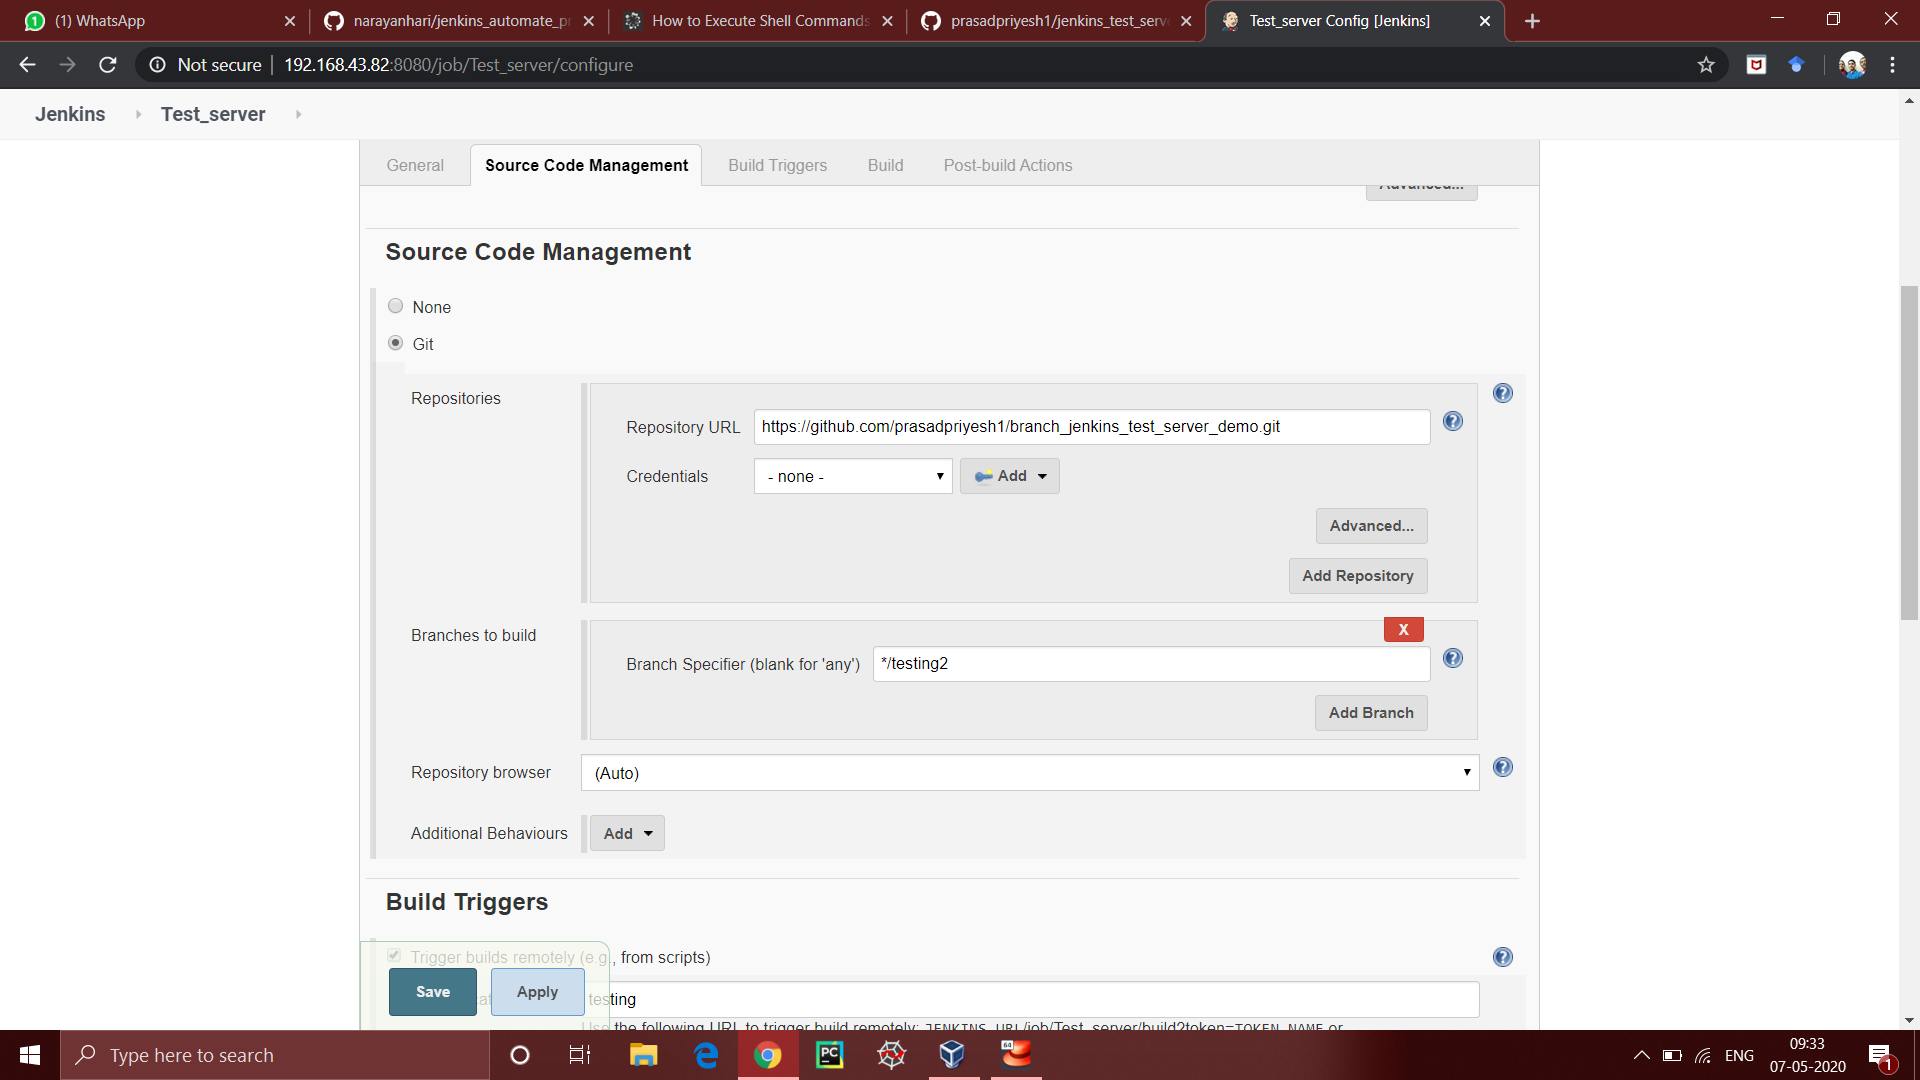 (1) WhatsApp
narayanhari/jenkins_automate_pr
How to Execute Shell Commands
prasadpriyesh1/jenkins_test_serve
Test_server Config [Jenkins]
Not secure
192.168.43.82:8080/job/Test_server/configure
Jenkins
Test_server
General
Source Code Management
Build Triggers
Build
Post-build Actions
Advanced...
Source Code Management
None
Git
Repositories
Repository URL
https://github.com/prasadpriyesh1/branch_jenkins_test_server_demo.git
Credentials
- none -
Add
Advanced...
Add Repository
Branches to build
X
Branch Specifier (blank for 'any')
*/testing2
Add Branch
Repository browser
(Auto)
Additional Behaviours
Add
Build Triggers
Trigger builds remotely (e.g., from scripts)
Save
Apply
testing
Use the following URL to trigger build remotely: JENKINS_URL/job/Test_server/build?token=TOKEN_NAME or
Type here to search
PC
64
ENG
09:33
07-05-2020
1